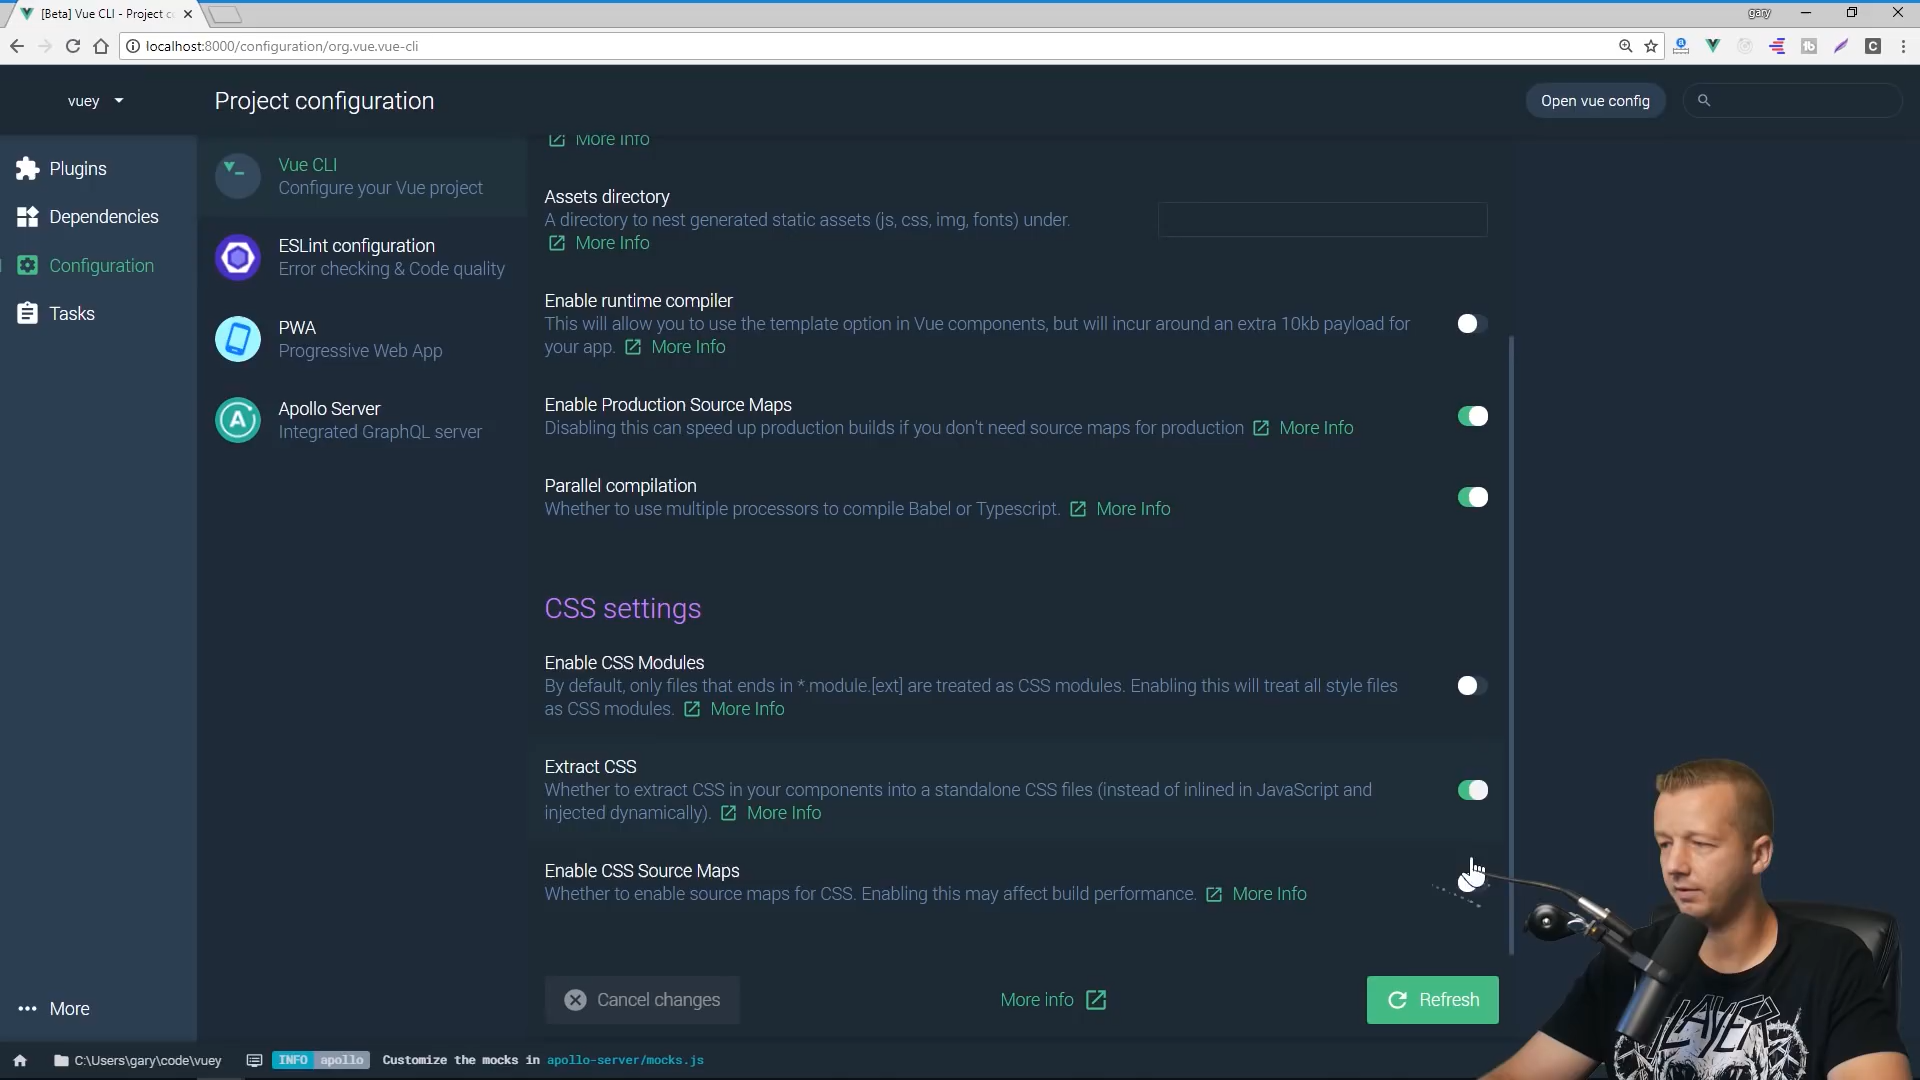 [Beta] Vue CLI - Project c
gary
localhost:8000/configuration/org.vue.vue-cli
vuey
Project configuration
Open vue config
Plugins
Dependencies
Configuration
Tasks
Vue CLI
Configure your Vue project
ESLint configuration
Error checking & Code quality
PWA
Progressive Web App
Apollo Server
Integrated GraphQL server
More Info
Assets directory
A directory to nest generated static assets (js, css, img, fonts) under.
More Info
Enable runtime compiler
This will allow you to use the template option in Vue components, but will incur around an extra 10kb payload for
your app. More Info
Enable Production Source Maps
Disabling this can speed up production builds if you don't need source maps for production More Info
Parallel compilation
Whether to use multiple processors to compile Babel or Typescript. More Info
CSS settings
Enable CSS Modules
By default, only files that ends in *.module.[ext] are treated as CSS modules. Enabling this will treat all style files
as CSS modules. More Info
Extract CSS
Whether to extract CSS in your components into a standalone CSS files (instead of inlined in JavaScript and
injected dynamically). More Info
Enable CSS Source Maps
Whether to enable source maps for CSS. Enabling this may affect build performance. More Info
Cancel changes
More info
Refresh
More
C:\Users\gary\code\vuey
INFO apollo Customize the mocks in apollo-server/mocks.js
SLAYER